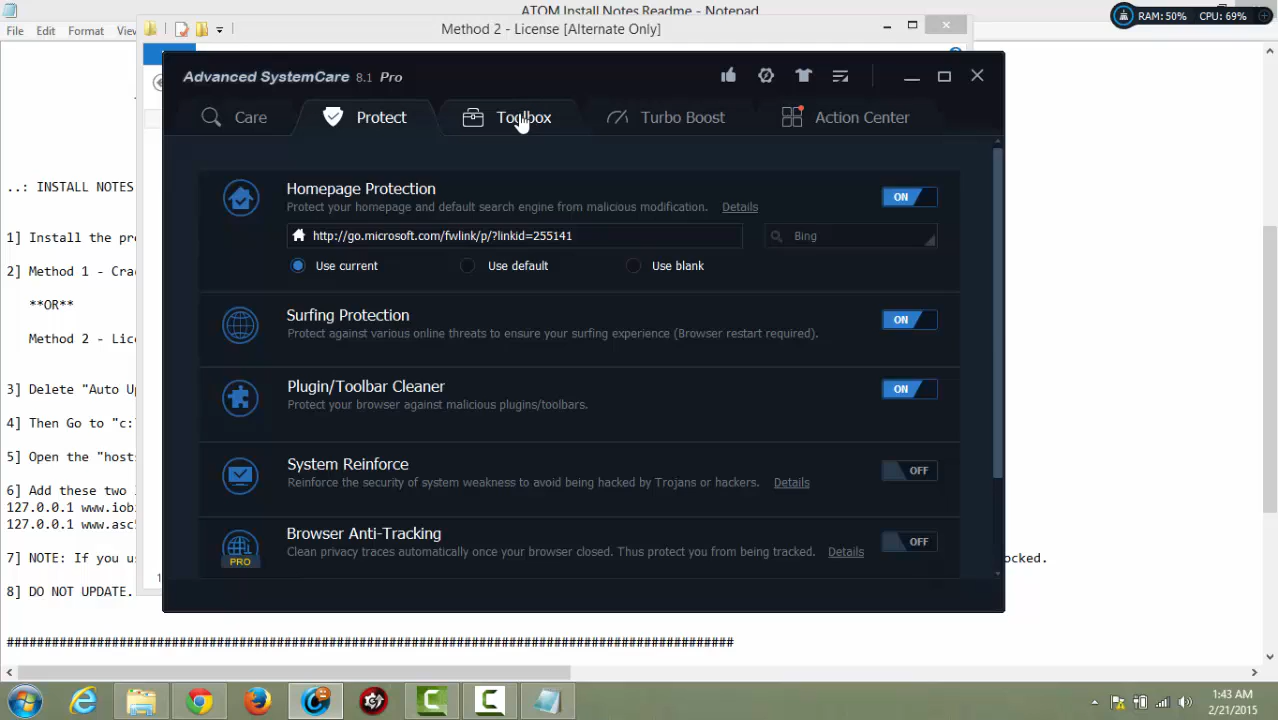 ATOM Install Notes Readme - Notepad
RAM: 50% CPU: 69%
File Edit Format
Method 2 - License [Alternate Only]
Advanced SystemCare 8.1 Pro
Care Protect Toolbox Turbo Boost Action Center
..: INSTALL NOTES
1] Install the
2] Method 1 -
**OR**
Method 2 -
3] Delete "Auto
4] Then Go to
5] Open the
6] Add these two
127.0.0.1
127.0.0.1
7] NOTE: If you
8] DO NOT UPDATE.
Homepage Protection
Protect your homepage and default search engine from malicious modification. Details
ON
http://go.microsoft.com/fwlink/p/?linkid=255141
Bing
Use current Use default Use blank
Surfing Protection
Protect against various online threats to ensure your surfing experience (Browser restart required).
ON
Plugin/Toolbar Cleaner
Protect your browser against malicious plugins/toolbars.
ON
System Reinforce
Reinforce the security of system weakness to avoid being hacked by Trojans or hackers. Details
OFF
Browser Anti-Tracking
Clean privacy traces automatically once your browser closed. Thus protect you from being tracked. Details
OFF
PRO
ocked.
##########################################################################################
1:43 AM
2/21/2015